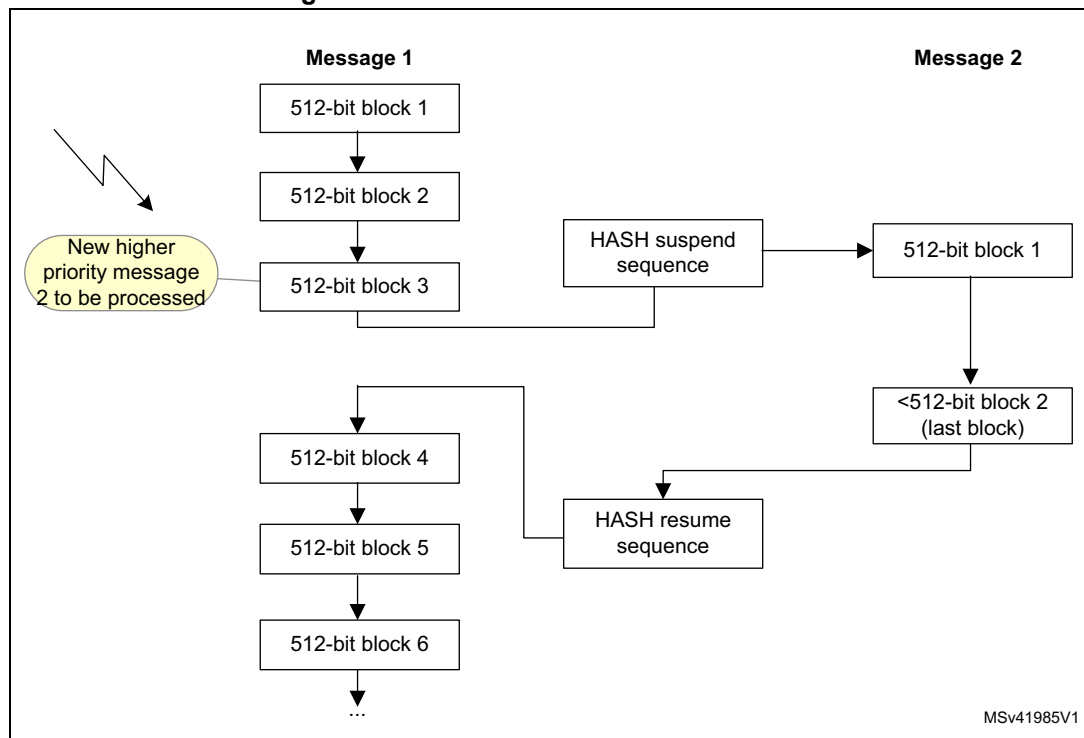 Message 1
Message 2
512-bit block 1
512-bit block 2
New higher
priority message
2 to be processed
512-bit block 3
HASH suspend
sequence
512-bit block 1
<512-bit block 2
(last block)
HASH resume
sequence
512-bit block 4
512-bit block 5
512-bit block 6
...
MSv41985V1